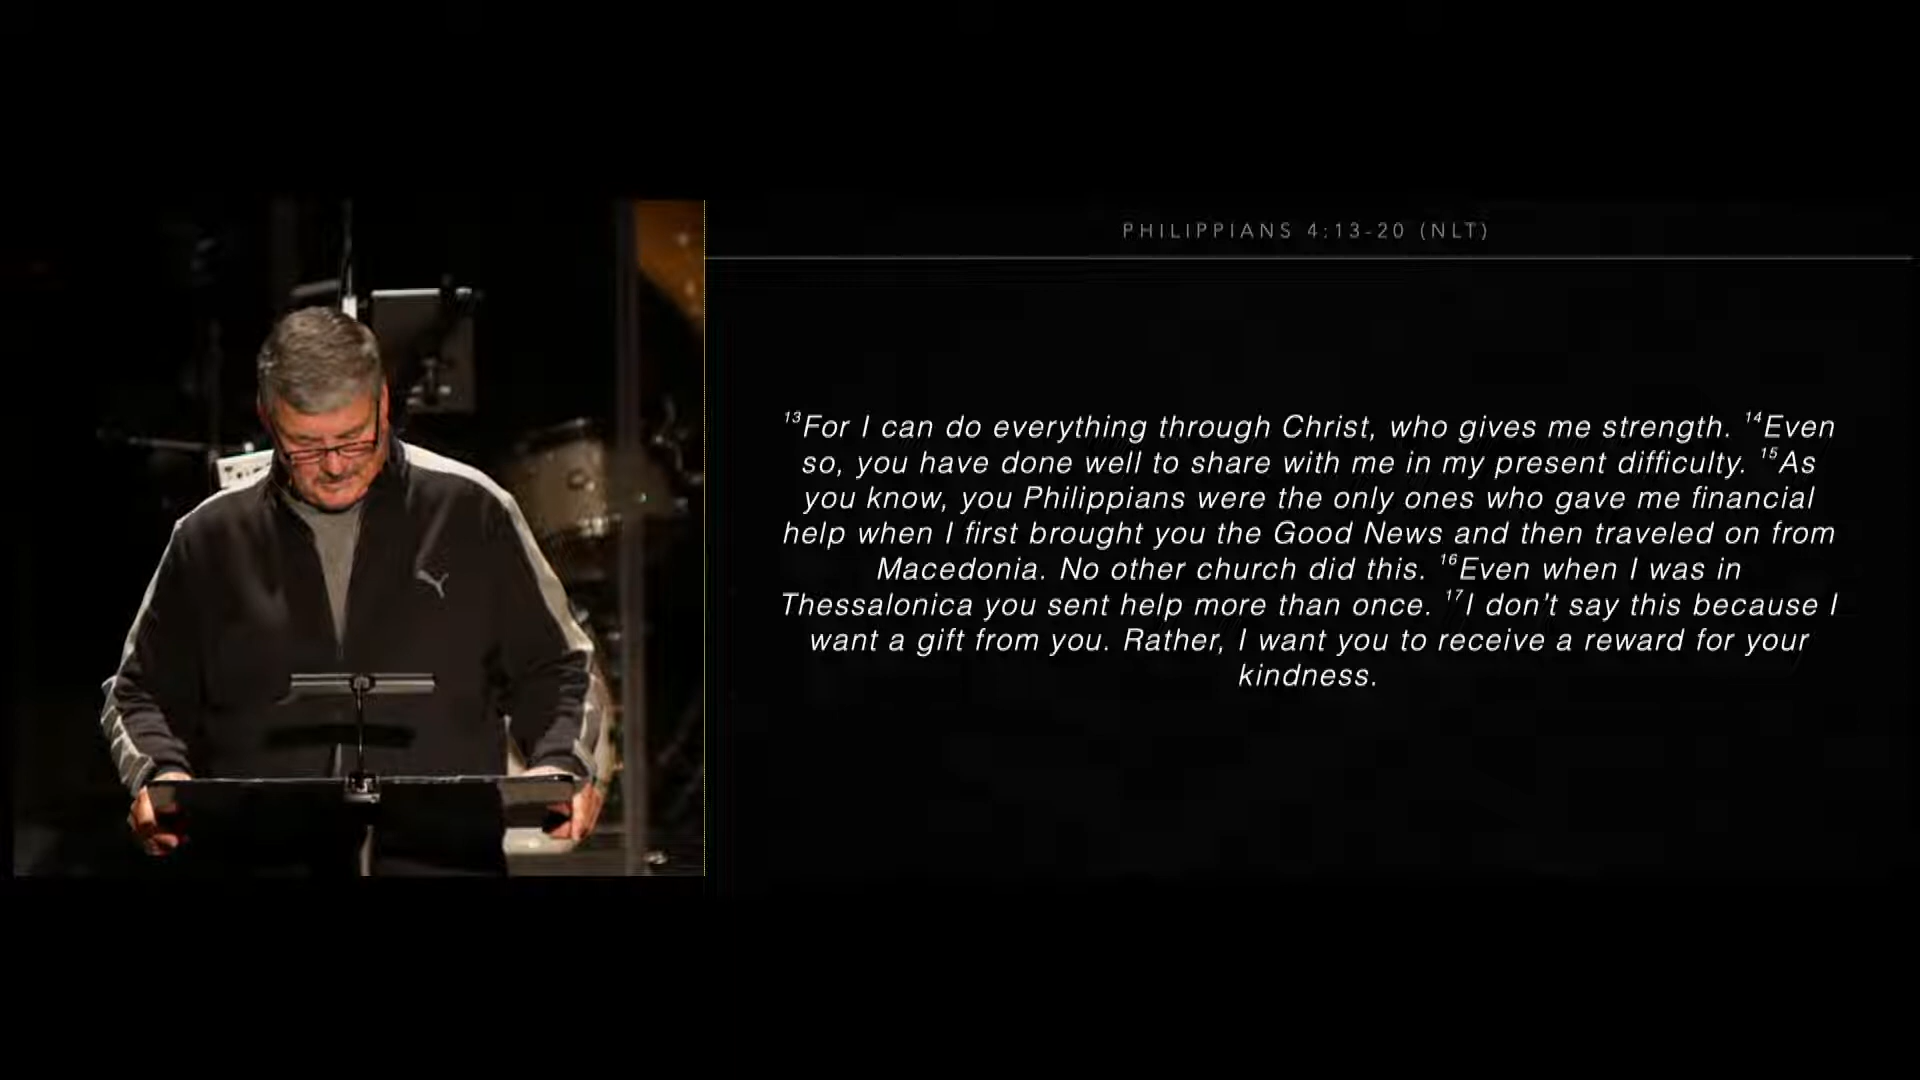 PHILIPPIANS 4:13-20 (NLT)
¹³For I can do everything through Christ, who gives me strength. ¹⁴Even
so, you have done well to share with me in my present difficulty. ¹⁵As
you know, you Philippians were the only ones who gave me financial
help when I first brought you the Good News and then traveled on from
Macedonia. No other church did this. ¹⁶Even when I was in
Thessalonica you sent help more than once. ¹⁷I don’t say this because I
want a gift from you. Rather, I want you to receive a reward for your
kindness.